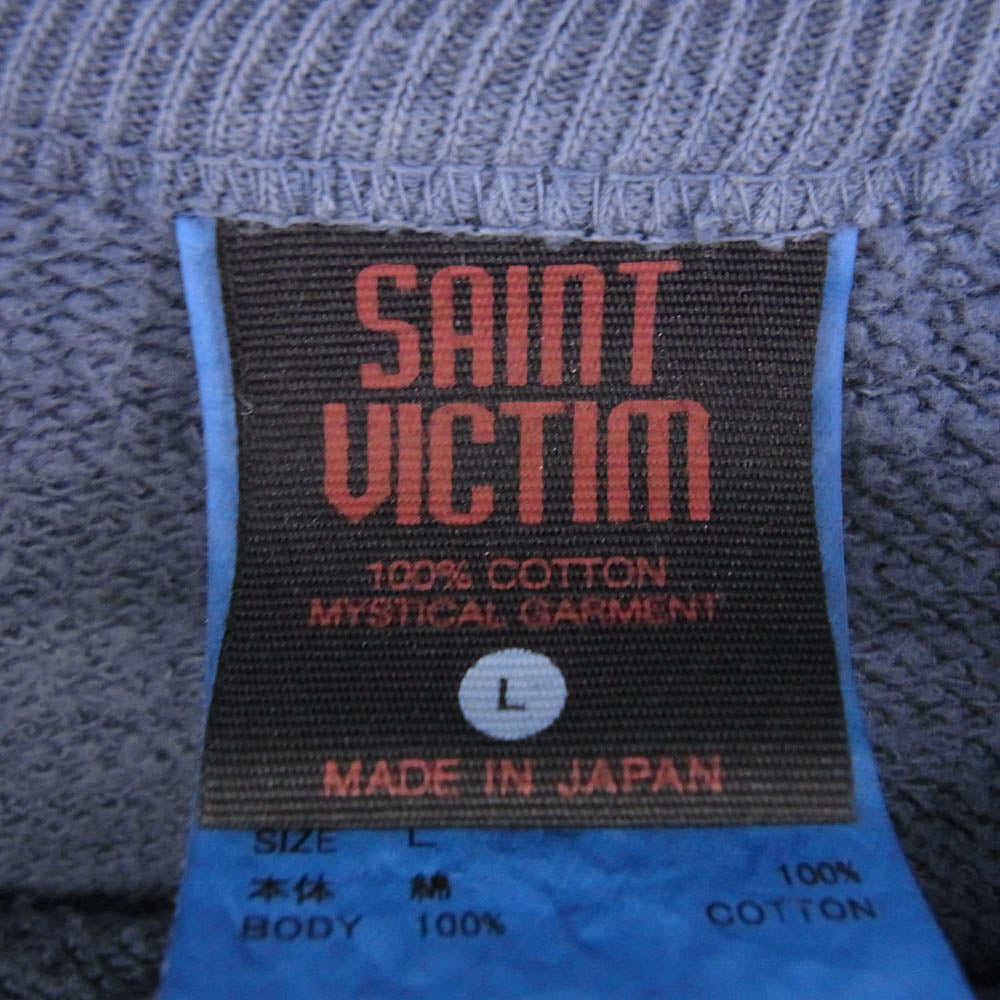 SAINT
VICTIM
100% COTTON
MYSTICAL GARMENT
L
MADE IN JAPAN
SIZE L
本体 綿 100%
BODY 100% COTTON